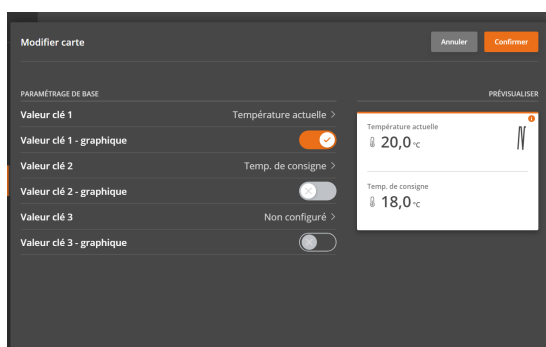 Modifier carte
Annuler
Confirmer
PARAMÉTRAGE DE BASE
PRÉVISUALISER
Valeur clé 1
Température actuelle >
Valeur clé 1 - graphique
Valeur clé 2
Temp. de consigne >
Valeur clé 2 - graphique
Valeur clé 3
Non configuré >
Valeur clé 3 - graphique
Température actuelle
20,0 °C
Temp. de consigne
18,0 °C